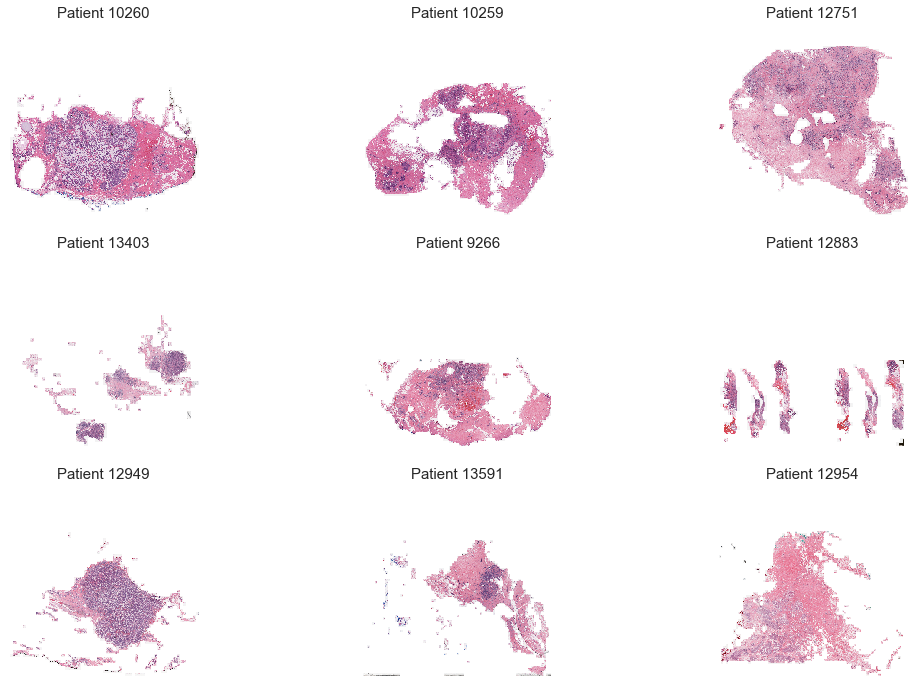 Patient 10260
Patient 10259
Patient 12751
Patient 13403
Patient 9266
Patient 12883
Patient 12949
Patient 13591
Patient 12954